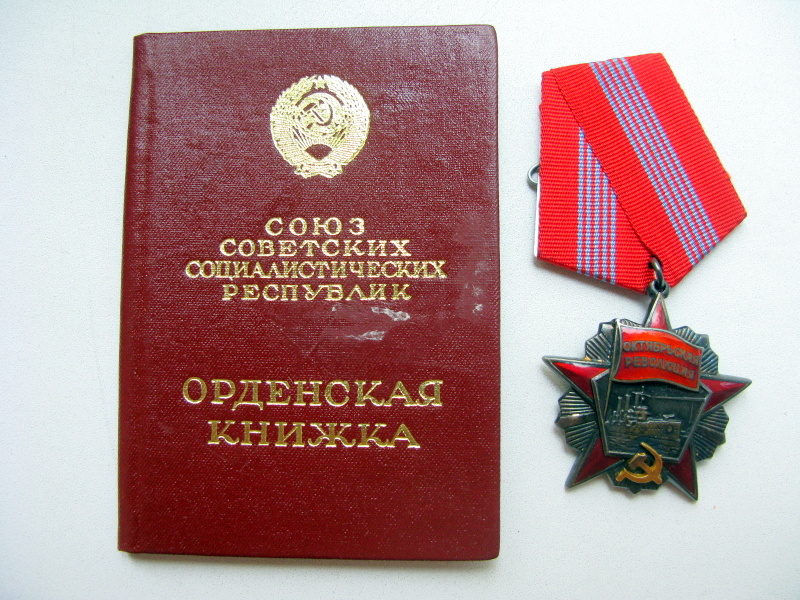 СОЮЗ
СОВЕТСКИХ
СОЦИАЛИСТИЧЕСКИХ
РЕСПУБЛИК
ОРДЕНСКАЯ
КНИЖКА
ОКТЯБРЬСКАЯ
РЕВОЛЮЦИЯ